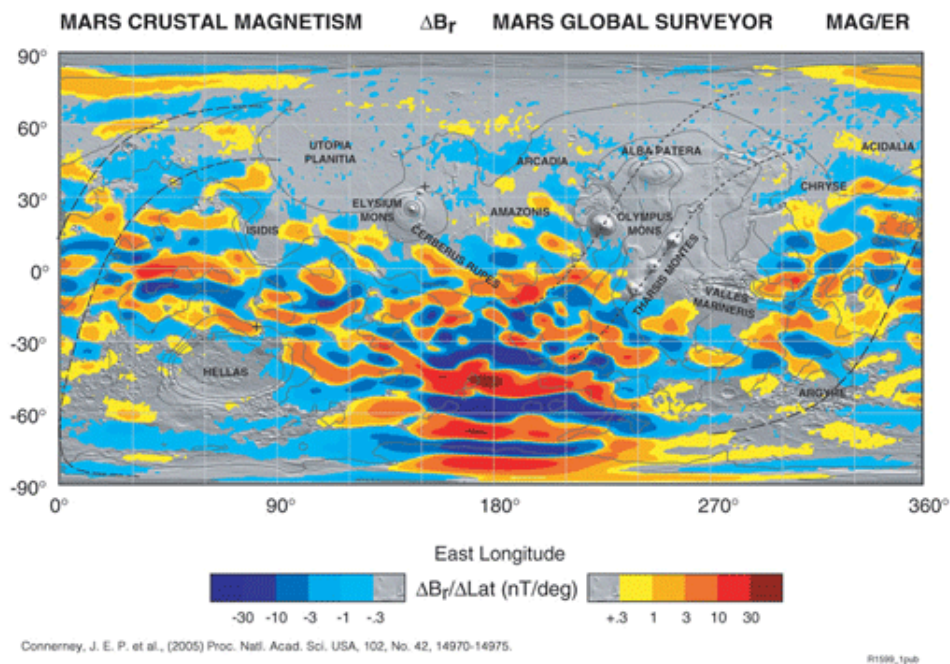 MARS CRUSTAL MAGNETISM ΔBr MARS GLOBAL SURVEYOR MAG/ER
90°
60°
UTOPIA
PLANITIA
ARCADIA
ALBA PATERA
ACIDALIA
CHRYSE
30°
ELYSIUM
MONS
AMAZONIS
OLYMPUS
MONS
ISIDIS
CERBERUS RUPES
0°
THARSIS MONTES
VALLES
MARINERIS
-30°
HELLAS
ARGYRE
-60°
-90°
0° 90° 180° 270° 360°
East Longitude
ΔBr/ΔLat (nT/deg)
-30 -10 -3 -1 -.3 +.3 1 3 10 30
Connerney, J. E. P. et al., (2005) Proc. Natl. Acad. Sci. USA, 102, No. 42, 14970-14975.
R1599_1pub